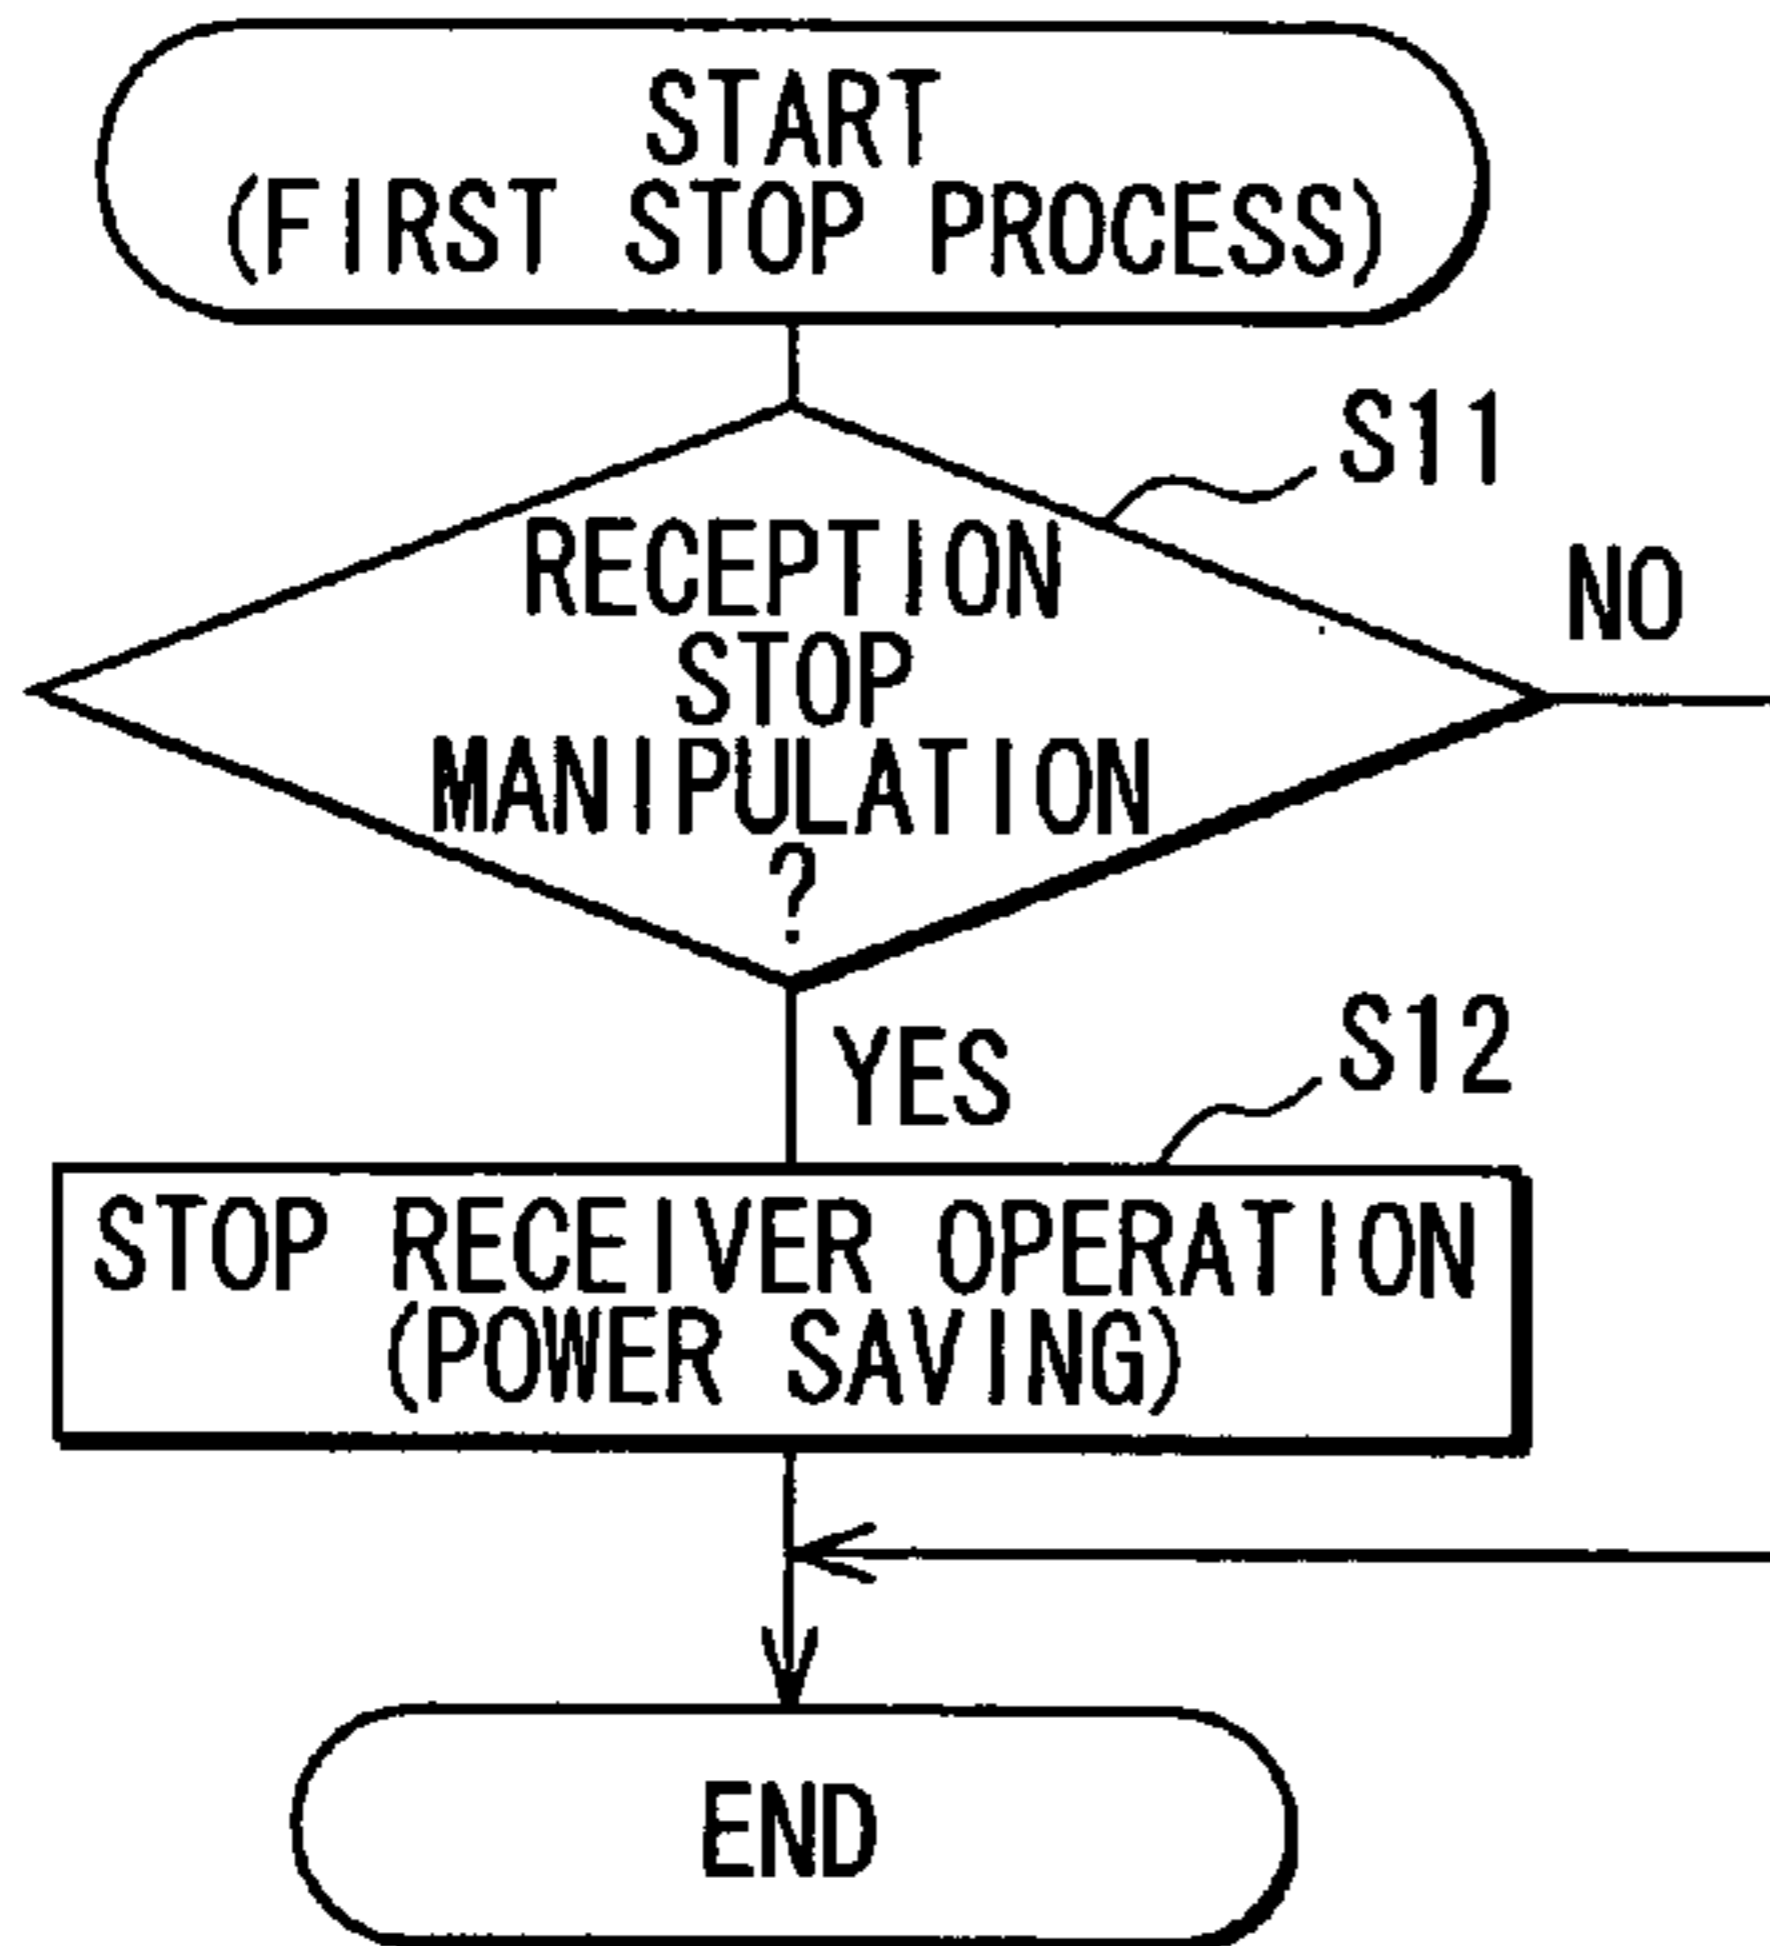 START
(FIRST STOP PROCESS)
S11
RECEPTION
STOP
MANIPULATION
?
NO
YES
S12
STOP RECEIVER OPERATION
(POWER SAVING)
END